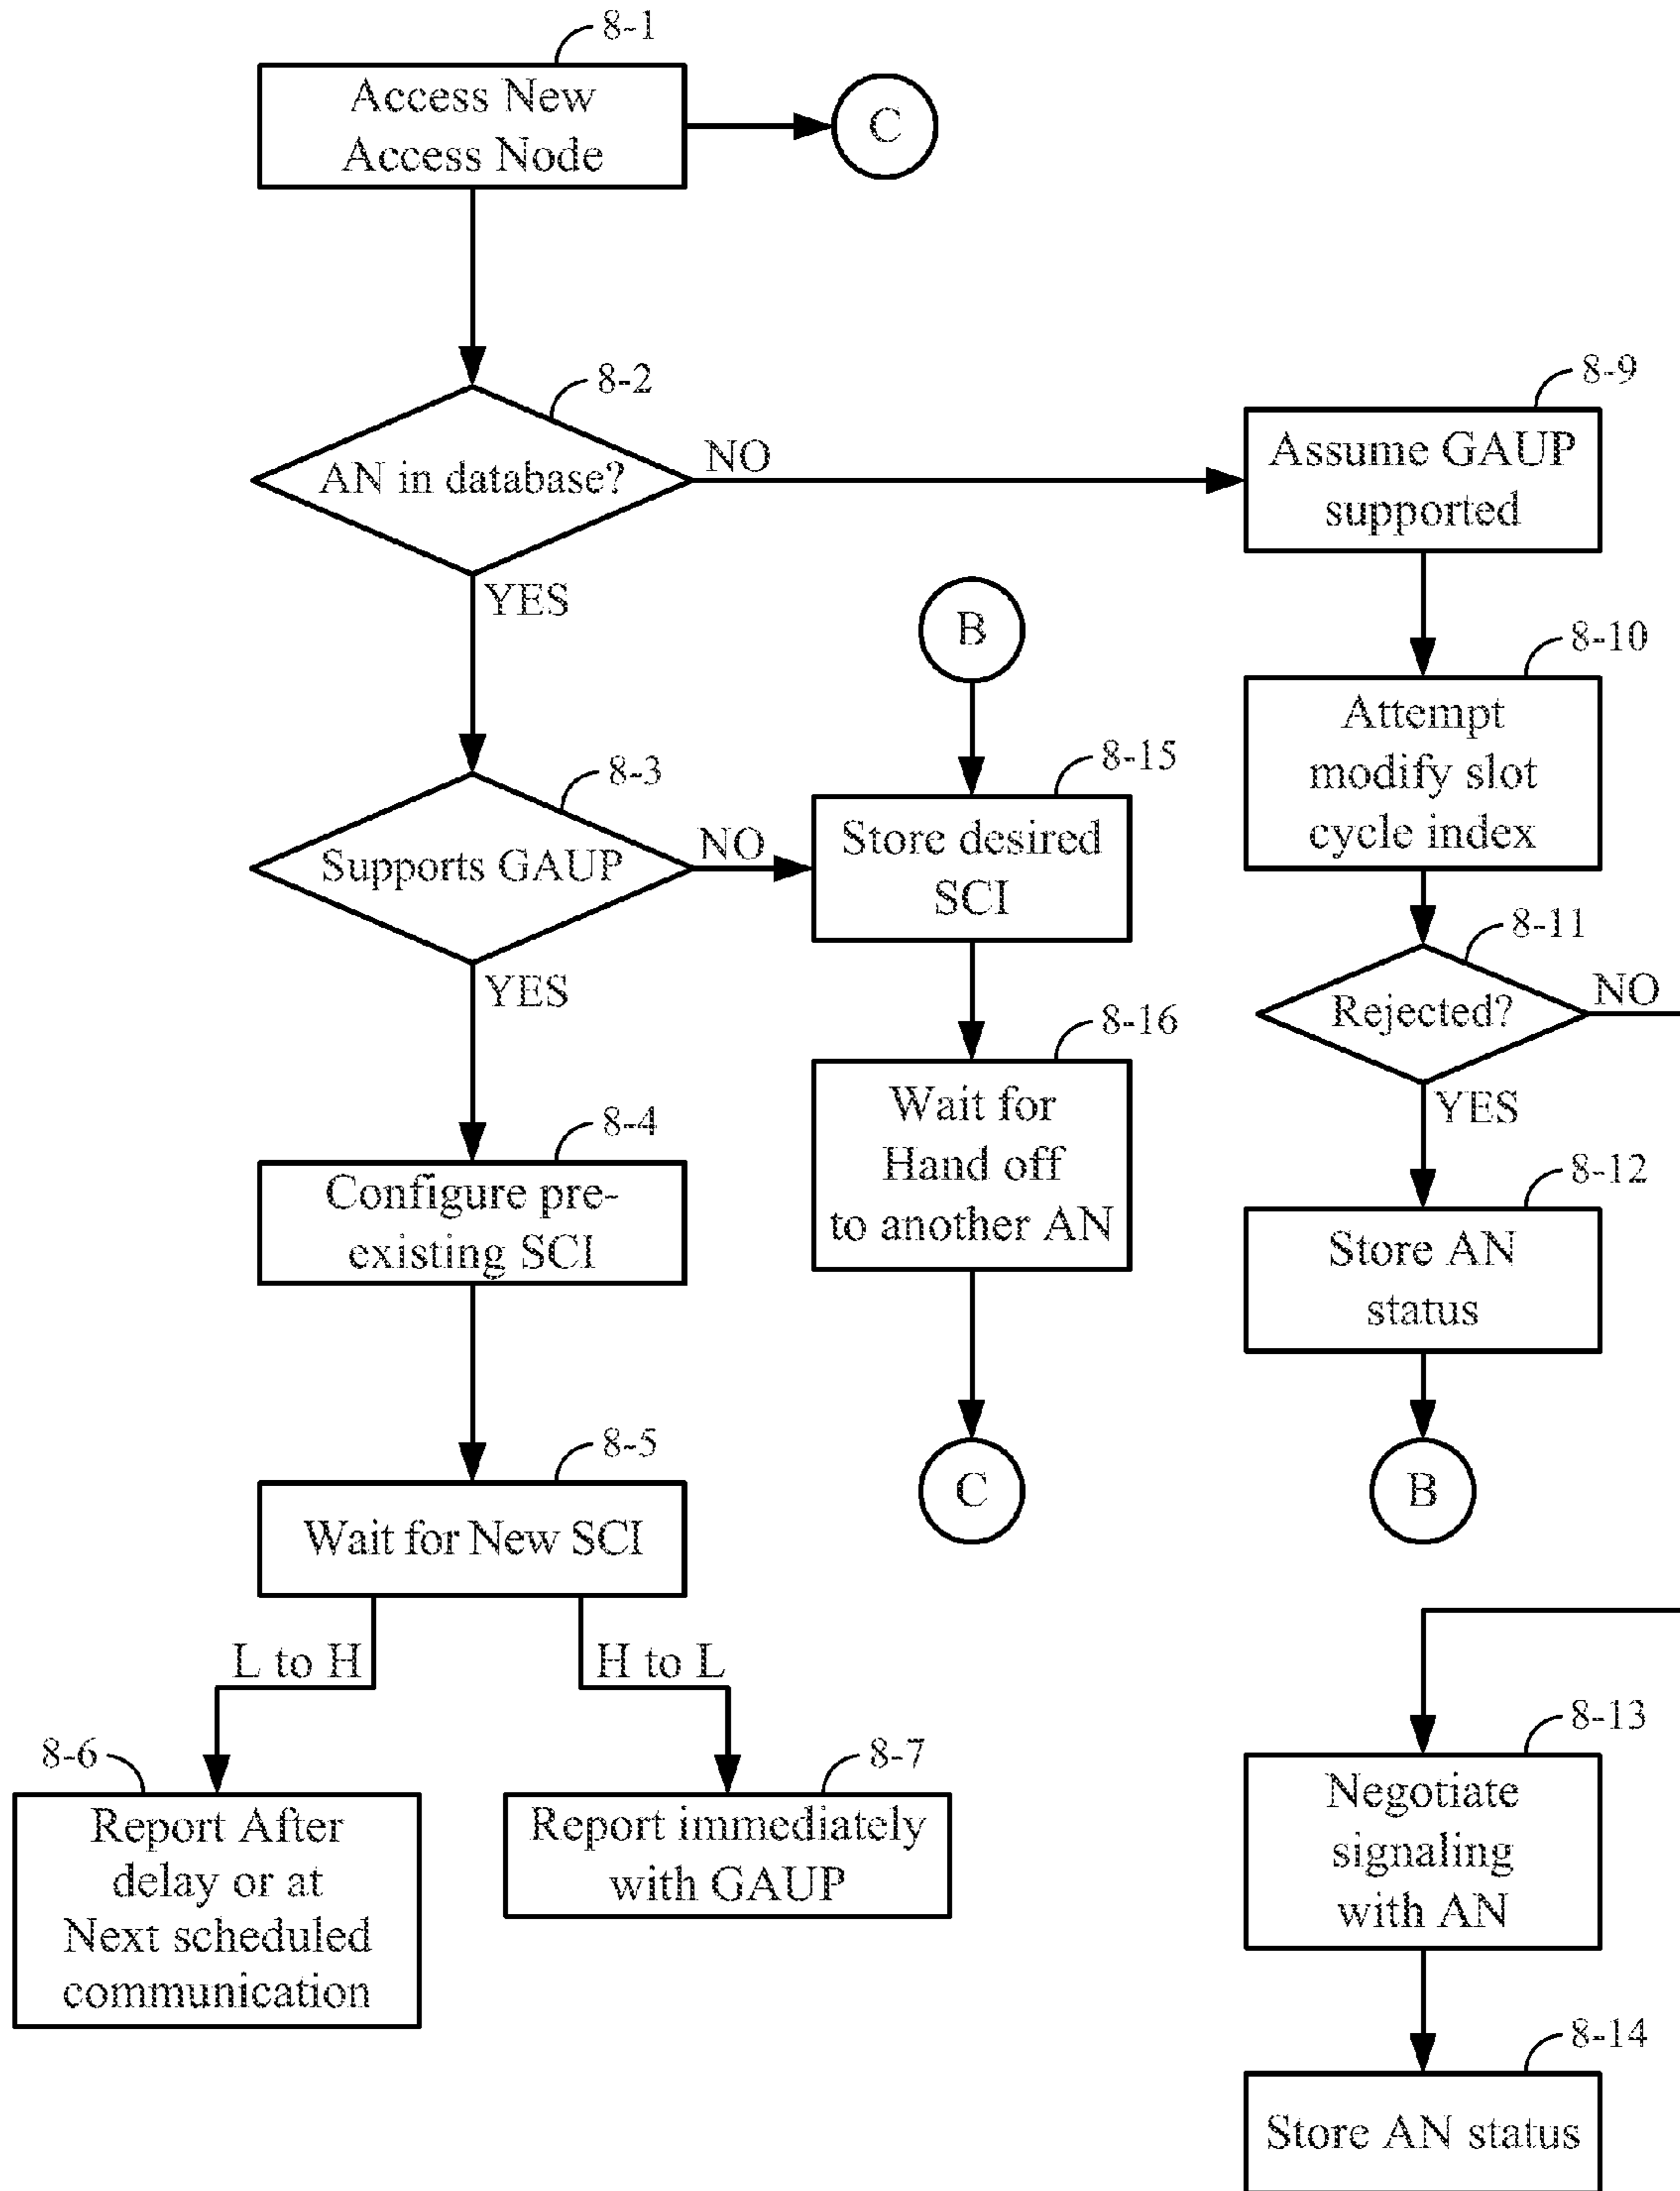 8-1
Access New
Access Node
C
8-2
AN in database?
NO
YES
8-9
Assume GAUP
supported
8-10
Attempt
modify slot
cycle index
8-11
Rejected?
NO
YES
8-12
Store AN
status
B
8-3
Supports GAUP
NO
YES
B
8-15
Store desired
SCI
8-16
Wait for
Hand off
to another AN
C
8-4
Configure pre-
existing SCI
8-5
Wait for New SCI
L to H
H to L
8-6
Report After
delay or at
Next scheduled
communication
8-7
Report immediately
with GAUP
8-13
Negotiate
signaling
with AN
8-14
Store AN status